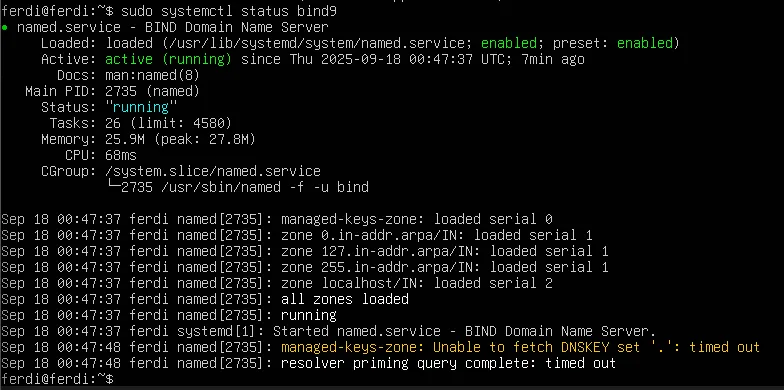 ferdi@ferdi:~$ sudo systemctl status bind9
● named.service - BIND Domain Name Server
Loaded: loaded (/usr/lib/systemd/system/named.service; enabled; preset: enabled)
Active: active (running) since Thu 2025-09-18 00:47:37 UTC; 7min ago
Docs: man:named(8)
Main PID: 2735 (named)
Status: "running"
Tasks: 26 (limit: 4580)
Memory: 25.9M (peak: 27.8M)
CPU: 68ms
CGroup: /system.slice/named.service
└─2735 /usr/sbin/named -f -u bind
Sep 18 00:47:37 ferdi named[2735]: managed-keys-zone: loaded serial 0
Sep 18 00:47:37 ferdi named[2735]: zone 0.in-addr.arpa/IN: loaded serial 1
Sep 18 00:47:37 ferdi named[2735]: zone 127.in-addr.arpa/IN: loaded serial 1
Sep 18 00:47:37 ferdi named[2735]: zone 255.in-addr.arpa/IN: loaded serial 1
Sep 18 00:47:37 ferdi named[2735]: zone localhost/IN: loaded serial 2
Sep 18 00:47:37 ferdi named[2735]: all zones loaded
Sep 18 00:47:37 ferdi named[2735]: running
Sep 18 00:47:37 ferdi systemd[1]: Started named.service - BIND Domain Name Server.
Sep 18 00:47:48 ferdi named[2735]: managed-keys-zone: Unable to fetch DNSKEY set '.': timed out
Sep 18 00:47:48 ferdi named[2735]: resolver priming query complete: timed out
ferdi@ferdi:~$